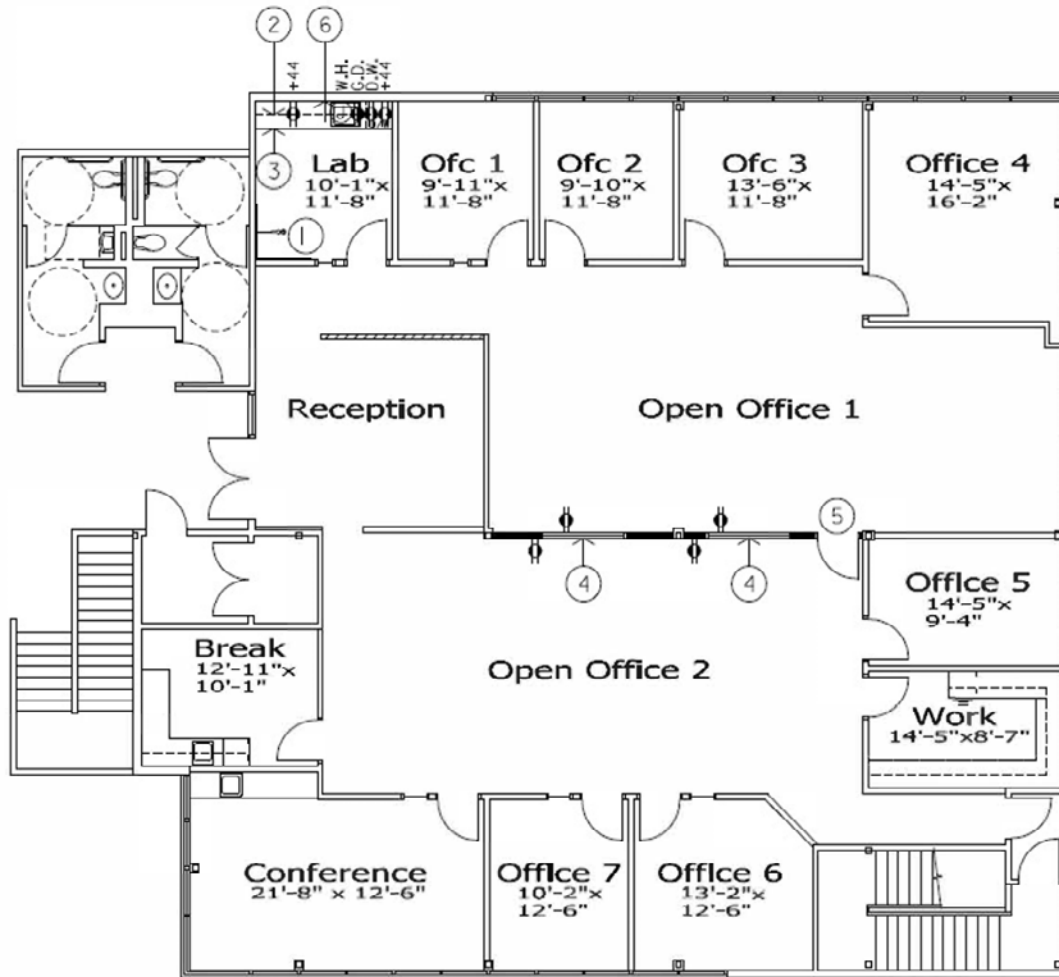 2
6
+44
W.H.
G.D.
D.W.
+44
3
Lab
10'-1"x
11'-8"
Ofc 1
9'-11"x
11'-8"
Ofc 2
9'-10"x
11'-8"
Ofc 3
13'-6"x
11'-8"
Office 4
14'-5"x
16'-2"
1
Reception
Open Office 1
5
4
4
Office 5
14'-5"x
9'-4"
Break
12'-11"x
10'-1"
Open Office 2
Work
14'-5"x8'-7"
Conference
21'-8" x 12'-6"
Office 7
10'-2"x
12'-6"
Office 6
13'-2"x
12'-6"